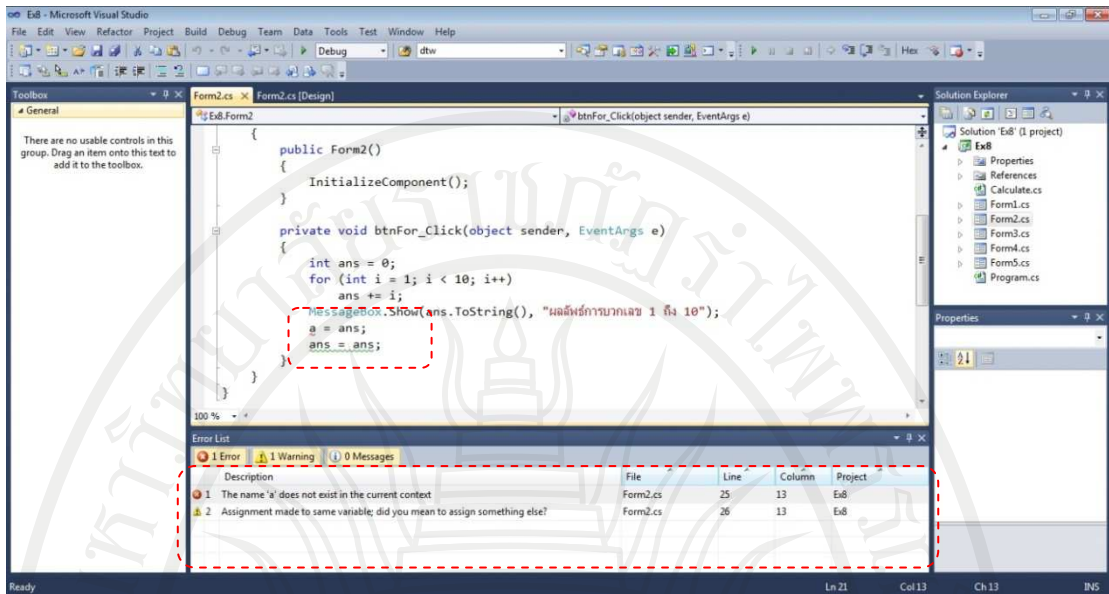 Ex8 - Microsoft Visual Studio
File Edit View Refactor Project Build Debug Team Data Tools Test Window Help
Debug dtw Hex
Toolbox
General
There are no usable controls in this
group. Drag an item onto this text to
add it to the toolbox.
Form2.cs Form2.cs [Design]
Ex8.Form2 btnFor_Click(object sender, EventArgs e)
{
public Form2()
{
InitializeComponent();
}
private void btnFor_Click(object sender, EventArgs e)
{
int ans = 0;
for (int i = 1; i < 10; i++)
ans += i;
MessageBox.Show(ans.ToString(), "ผลลัพธ์การบวกเลข 1 ถึง 10");
a = ans;
ans = ans;
}
}
}
100 %
Solution Explorer
Solution 'Ex8' (1 project)
Ex8
Properties
References
Calculate.cs
Form1.cs
Form2.cs
Form3.cs
Form4.cs
Form5.cs
Program.cs
Properties
Error List
1 Error 1 Warning 0 Messages
Description File Line Column Project
1 The name 'a' does not exist in the current context Form2.cs 25 13 Ex8
2 Assignment made to same variable; did you mean to assign something else? Form2.cs 26 13 Ex8
Ready Ln 21 Col 13 Ch 13 INS